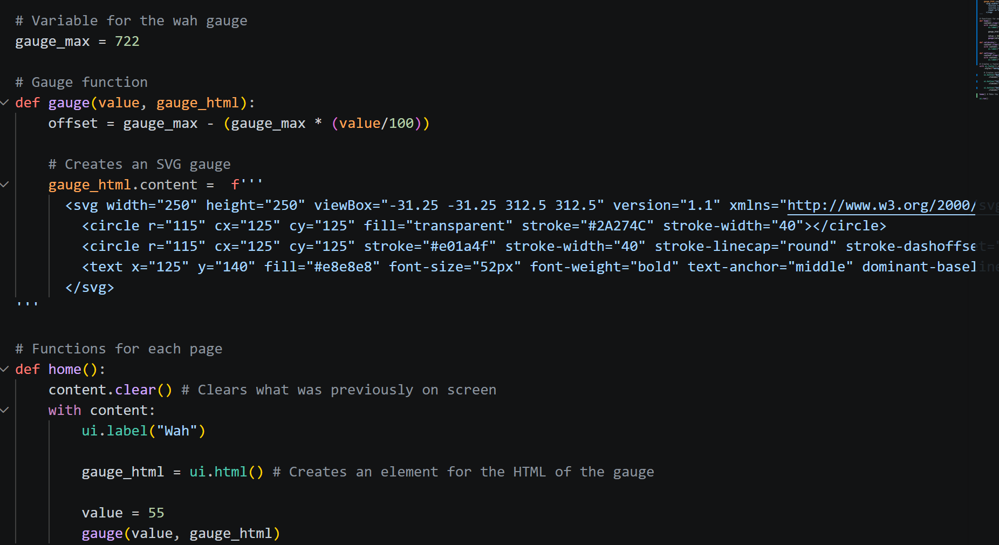 # Variable for the wah gauge
gauge_max = 722
# Gauge function
def gauge(value, gauge_html):
offset = gauge_max - (gauge_max * (value/100))
# Creates an SVG gauge
gauge_html.content =  f'''
<svg width="250" height="250" viewBox="-31.25 -31.25 312.5 312.5" version="1.1" xmlns="http://www.w3.org/2000/svg
<circle r="115" cx="125" cy="125" fill="transparent" stroke="#2A274C" stroke-width="40"></circle>
<circle r="115" cx="125" cy="125" stroke="#e01a4f" stroke-width="40" stroke-linecap="round" stroke-dashoffset="
<text x="125" y="140" fill="#e8e8e8" font-size="52px" font-weight="bold" text-anchor="middle" dominant-baseline
</svg>
'''
# Functions for each page
def home():
content.clear() # Clears what was previously on screen
with content:
ui.label("Wah")
gauge_html = ui.html() # Creates an element for the HTML of the gauge
value = 55
gauge(value, gauge_html)